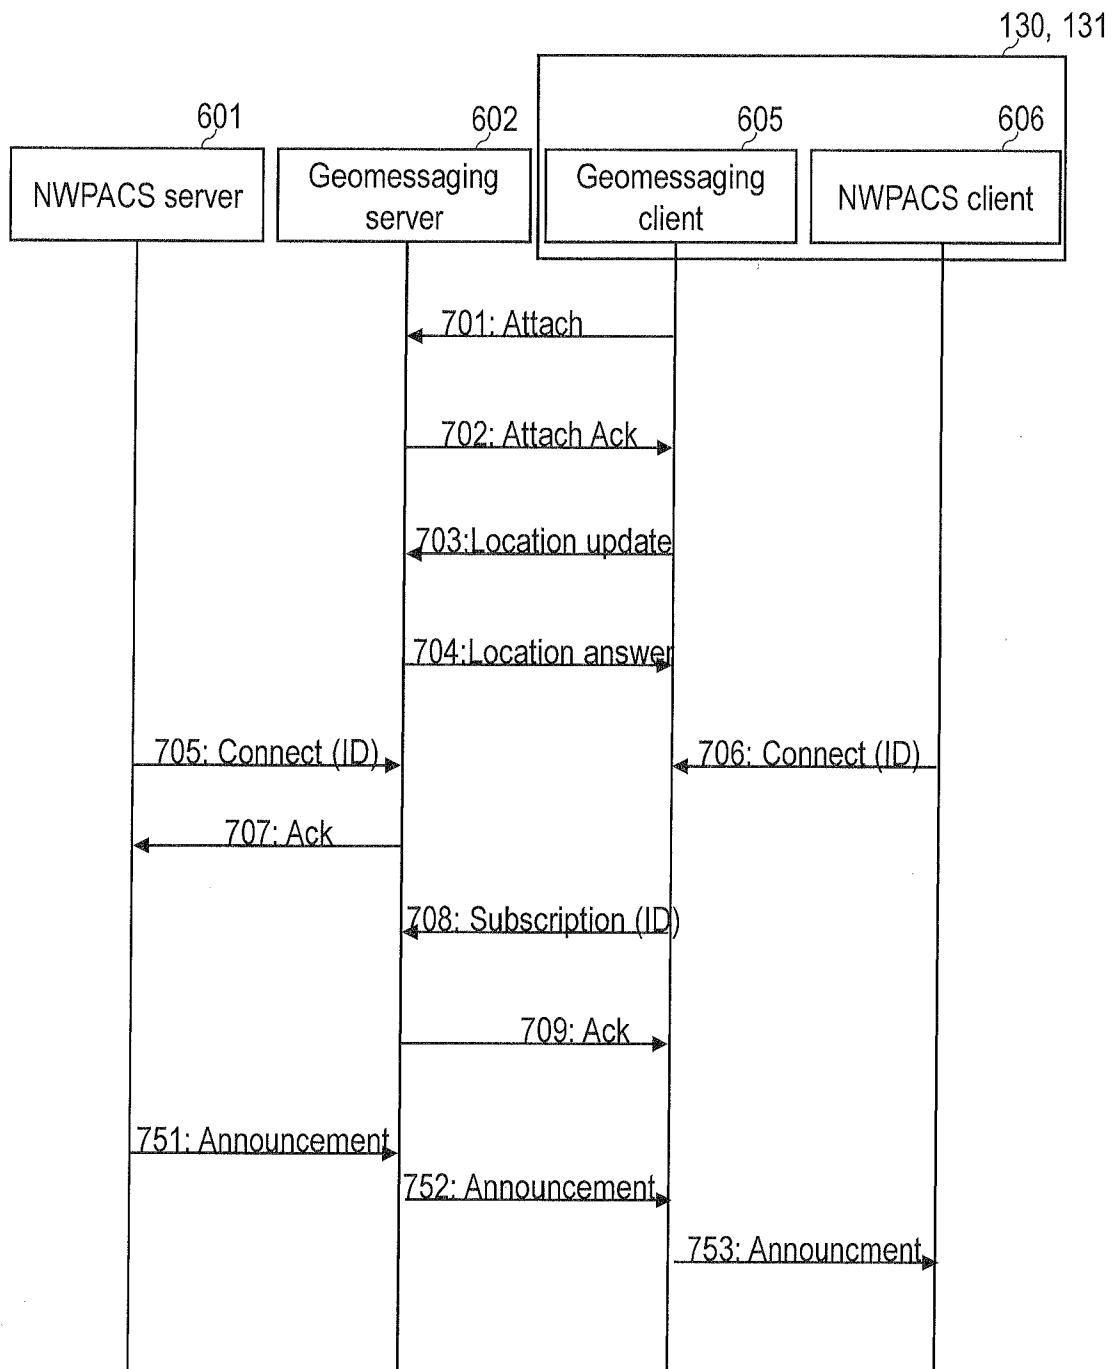 130, 131
601
602
605
606
NWPACS server
Geomessaging
server
Geomessaging
client
NWPACS client
701: Attach
702: Attach Ack
703:Location update
704:Location answer
705: Connect (ID)
706: Connect (ID)
707: Ack
708: Subscription (ID)
709: Ack
751: Announcement
752: Announcement
753: Announcment